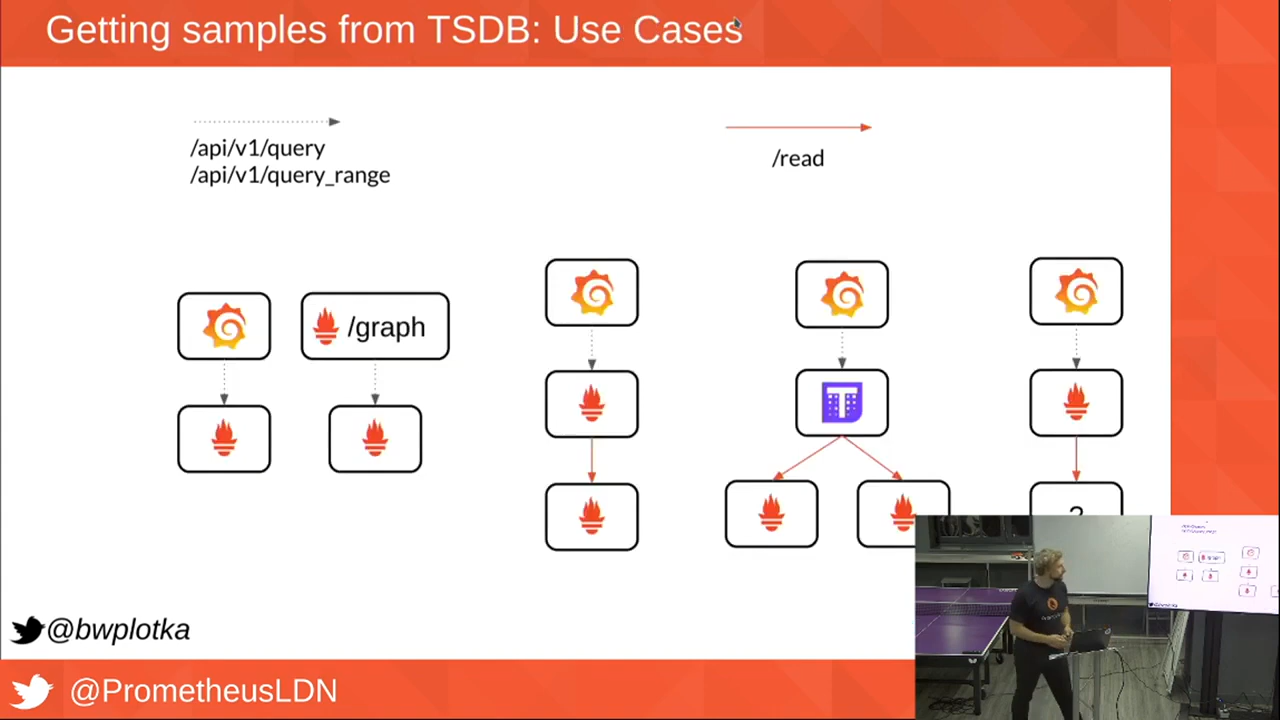 Getting samples from TSDB: Use Cases
/api/v1/query
/api/v1/query_range
/read
/graph
T
?
@bwplotka
@PrometheusLDN